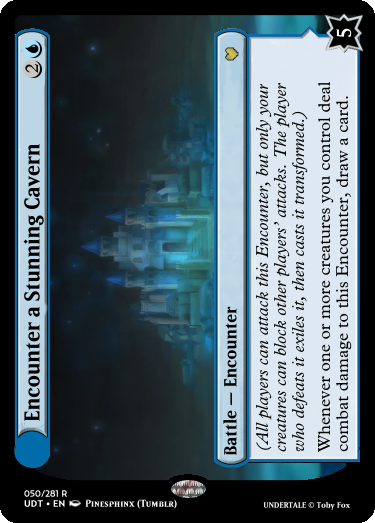 Encounter a Stunning Cavern
2
Battle — Encounter
(All players can attack this Encounter, but only your
creatures can block other players' attacks. The player
who defeats it exiles it, then casts it transformed.)
Whenever one or more creatures you control deal
combat damage to this Encounter, draw a card.
5
050/281 R
UDT • EN PINESPHINX (TUMBLR)
UNDERTALE © Toby Fox